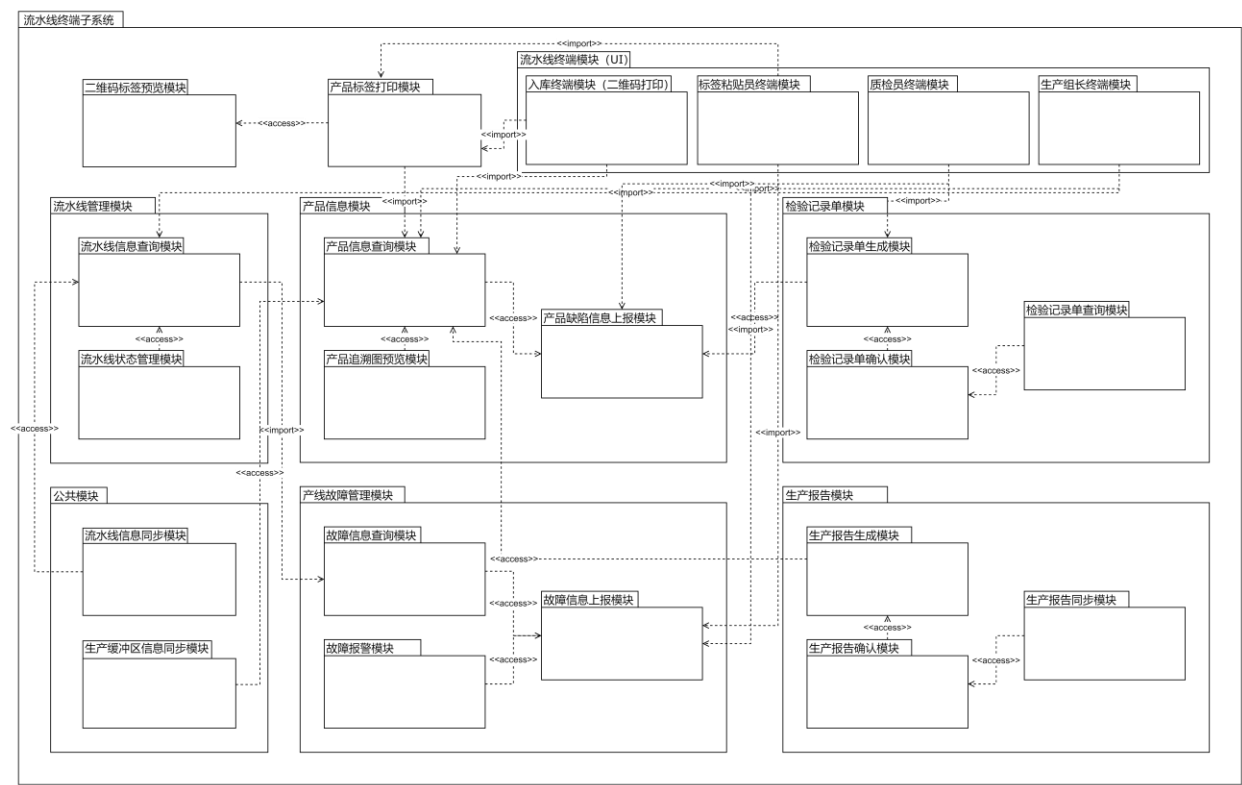 流水线终端子系统
<<import>>
流水线终端模块（UI）
二维码标签预览模块
产品标签打印模块
入库终端模块（二维码打印）
标签粘贴员终端模块
质检员终端模块
生产组长终端模块
<<access>>
<<import>>
<<import>>
<<import>>
port>>
<<import>>
<<import>>
<<import>>
流水线管理模块
产品信息模块
检验记录单模块
流水线信息查询模块
产品信息查询模块
检验记录单生成模块
<<access>>
<<access>>
产品缺陷信息上报模块
检验记录单查询模块
<<import>>
<<access>>
<<access>>
<<access>>
流水线状态管理模块
产品追溯图预览模块
检验记录单确认模块
<<access>>
<<access>>
<<import>>
<<import>>
<<access>>
公共模块
产线故障管理模块
生产报告模块
流水线信息同步模块
故障信息查询模块
生产报告生成模块
<<access>>
<<access>>
故障信息上报模块
生产报告同步模块
<<access>>
生产缓冲区信息同步模块
故障报警模块
生产报告确认模块
<<access>>
<<access>>